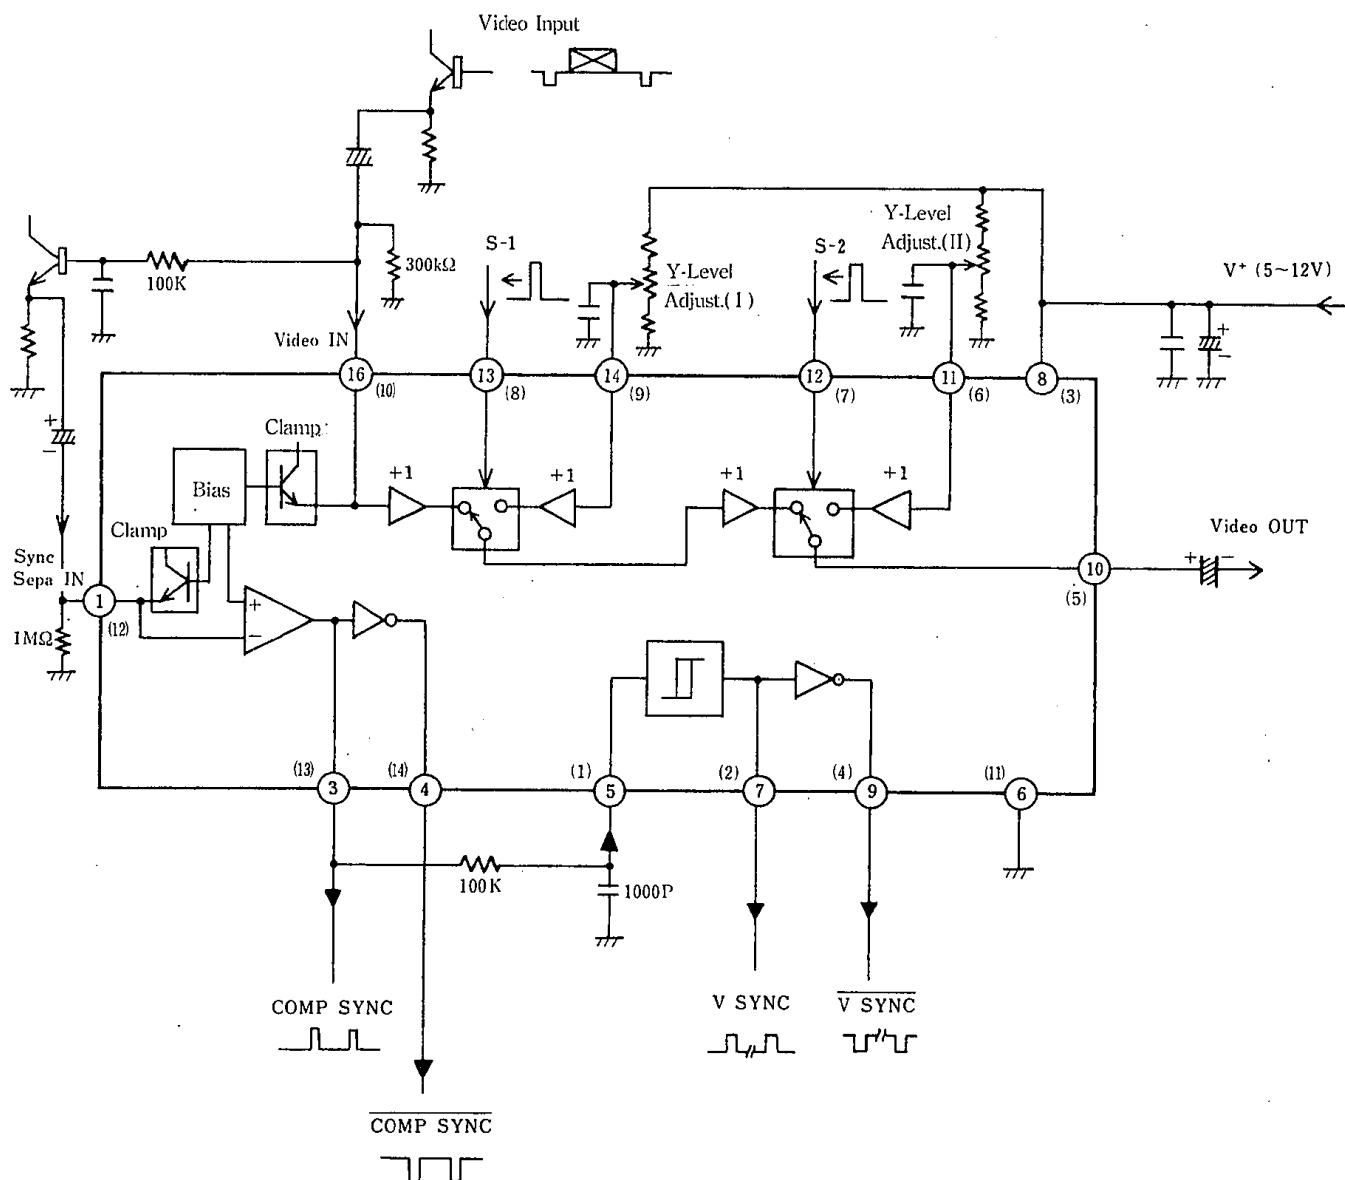 Video Input
Y-Level
Adjust.(II)
S-1
S-2
300kΩ
100K
Y-Level
Adjust.(I)
V+ (5~12V)
Video IN
16
(10)
13
(8)
14
(9)
12
(7)
11
(6)
8
(3)
+
−
+
−
Clamp
+1
+1
+1
+1
Bias
Clamp
Video OUT
+
−
Sync
Sepa IN
1
(12)
10
(5)
+
−
1MΩ
(13)
3
(14)
4
(1)
5
(2)
7
(4)
9
(11)
6
100K
1000P
COMP SYNC
V SYNC
V SYNC
COMP SYNC